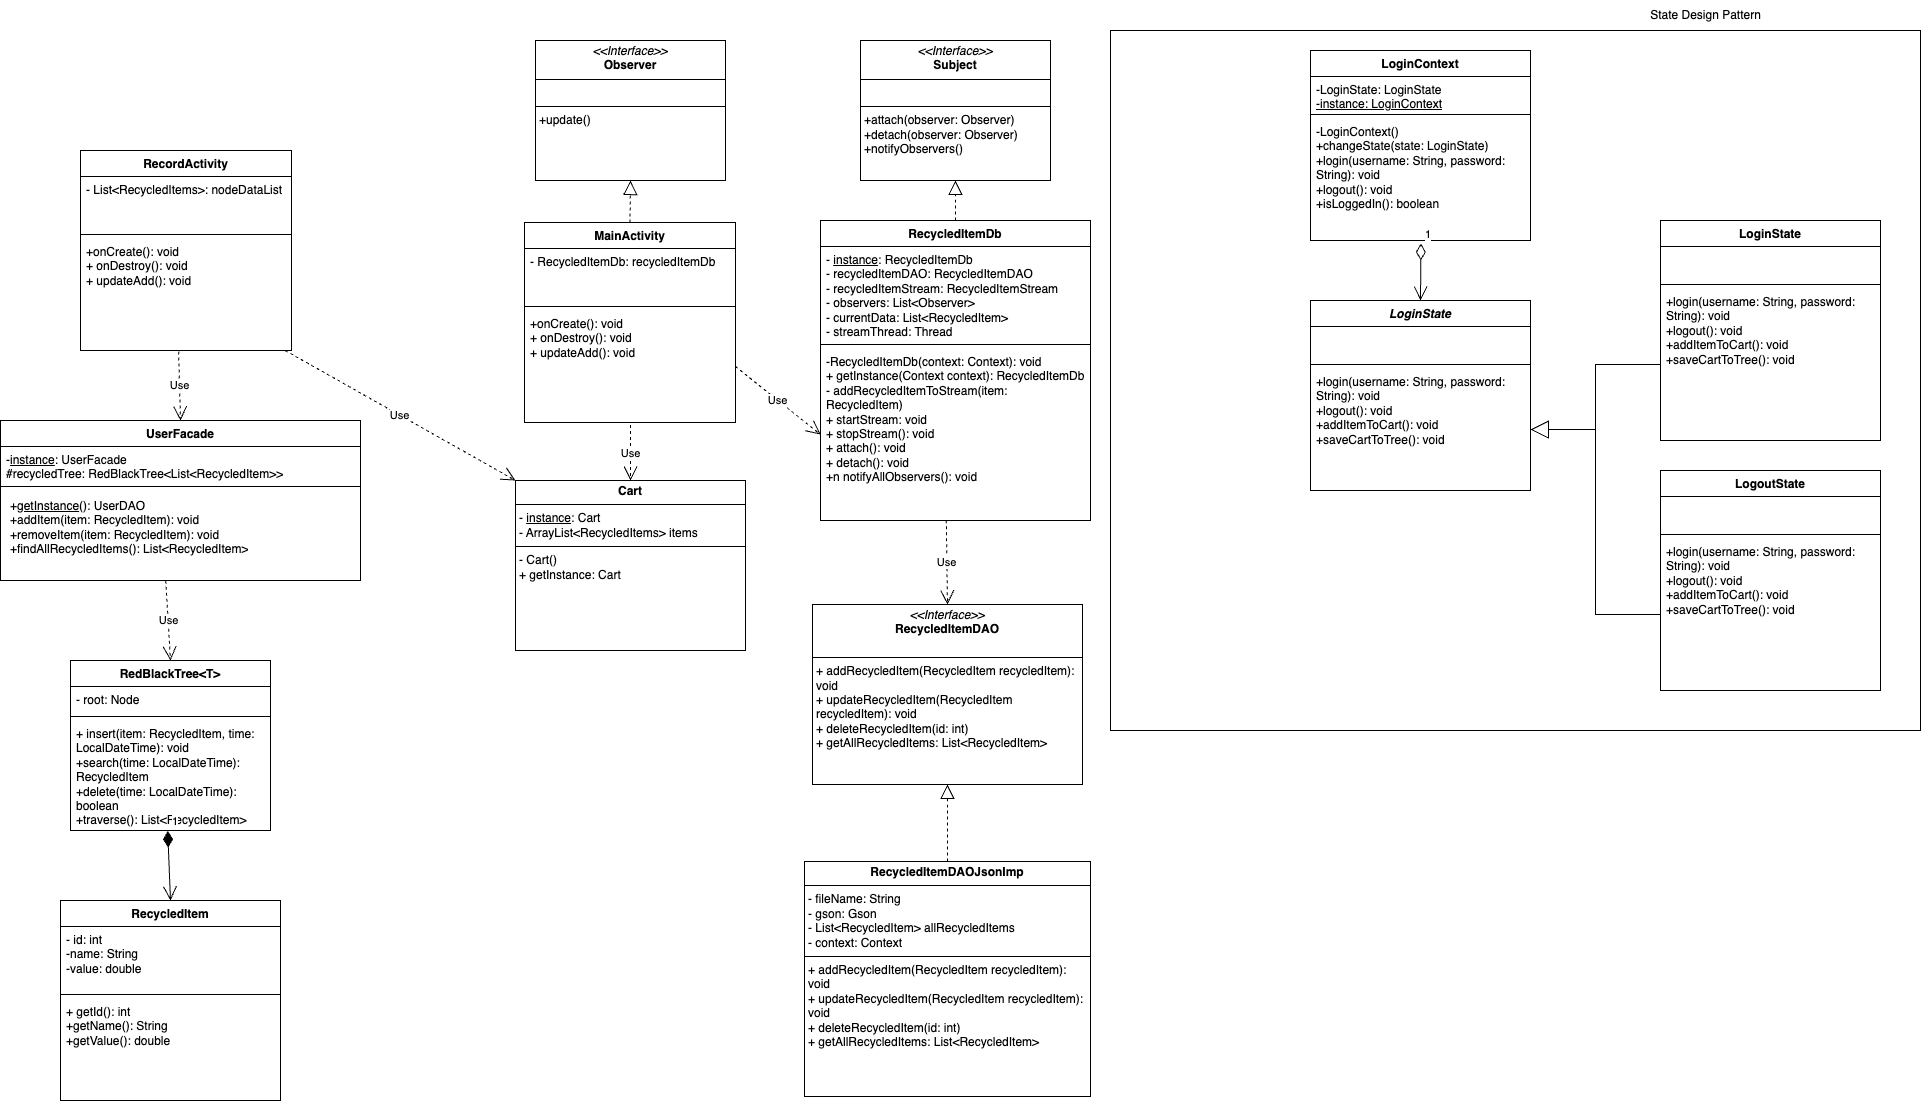 State Design Pattern
<<Interface>>
Observer
+update()
<<Interface>>
Subject
+attach(observer: Observer)
+detach(observer: Observer)
+notifyObservers()
LoginContext
-LoginState: LoginState
-instance: LoginContext
-LoginContext()
+changeState(state: LoginState)
+login(username: String, password:
String): void
+logout(): void
+isLoggedIn(): boolean
1
RecordActivity
- List<RecycledItems>: nodeDataList
+onCreate(): void
+ onDestroy(): void
+ updateAdd(): void
MainActivity
- RecycledItemDb: recycledItemDb
+onCreate(): void
+ onDestroy(): void
+ updateAdd(): void
RecycledItemDb
- instance: RecycledItemDb
- recycledItemDAO: RecycledItemDAO
- recycledItemStream: RecycledItemStream
- observers: List<Observer>
- currentData: List<RecycledItem>
- streamThread: Thread
-RecycledItemDb(context: Context): void
+ getInstance(Context context): RecycledItemDb
- addRecycledItemToStream(item:
RecycledItem)
+ startStream: void
+ stopStream(): void
+ attach(): void
+ detach(): void
+n notifyAllObservers(): void
LoginState
+login(username: String, password:
String): void
+logout(): void
+addItemToCart(): void
+saveCartToTree(): void
LoginState
+login(username: String, password:
String): void
+logout(): void
+addItemToCart(): void
+saveCartToTree(): void
LogoutState
+login(username: String, password:
String): void
+logout(): void
+addItemToCart(): void
+saveCartToTree(): void
Use
Use
Use
Use
UserFacade
-instance: UserFacade
#recycledTree: RedBlackTree<List<RecycledItem>>
+getInstance(): UserDAO
+addItem(item: RecycledItem): void
+removeItem(item: RecycledItem): void
+findAllRecycledItems(): List<RecycledItem>
Cart
- instance: Cart
- ArrayList<RecycledItems> items
- Cart()
+ getInstance: Cart
Use
Use
<<Interface>>
RecycledItemDAO
+ addRecycledItem(RecycledItem recycledItem):
void
+ updateRecycledItem(RecycledItem
recycledItem): void
+ deleteRecycledItem(id: int)
+ getAllRecycledItems: List<RecycledItem>
RedBlackTree<T>
- root: Node
+ insert(item: RecycledItem, time:
LocalDateTime): void
+search(time: LocalDateTime):
RecycledItem
+delete(time: LocalDateTime):
boolean
+traverse(): List<RecycledItem>
1
RecycledItem
- id: int
-name: String
-value: double
+ getId(): int
+getName(): String
+getValue(): double
RecycledItemDAOJsonImp
- fileName: String
- gson: Gson
- List<RecycledItem> allRecycledItems
- context: Context
+ addRecycledItem(RecycledItem recycledItem):
void
+ updateRecycledItem(RecycledItem recycledItem):
void
+ deleteRecycledItem(id: int)
+ getAllRecycledItems: List<RecycledItem>